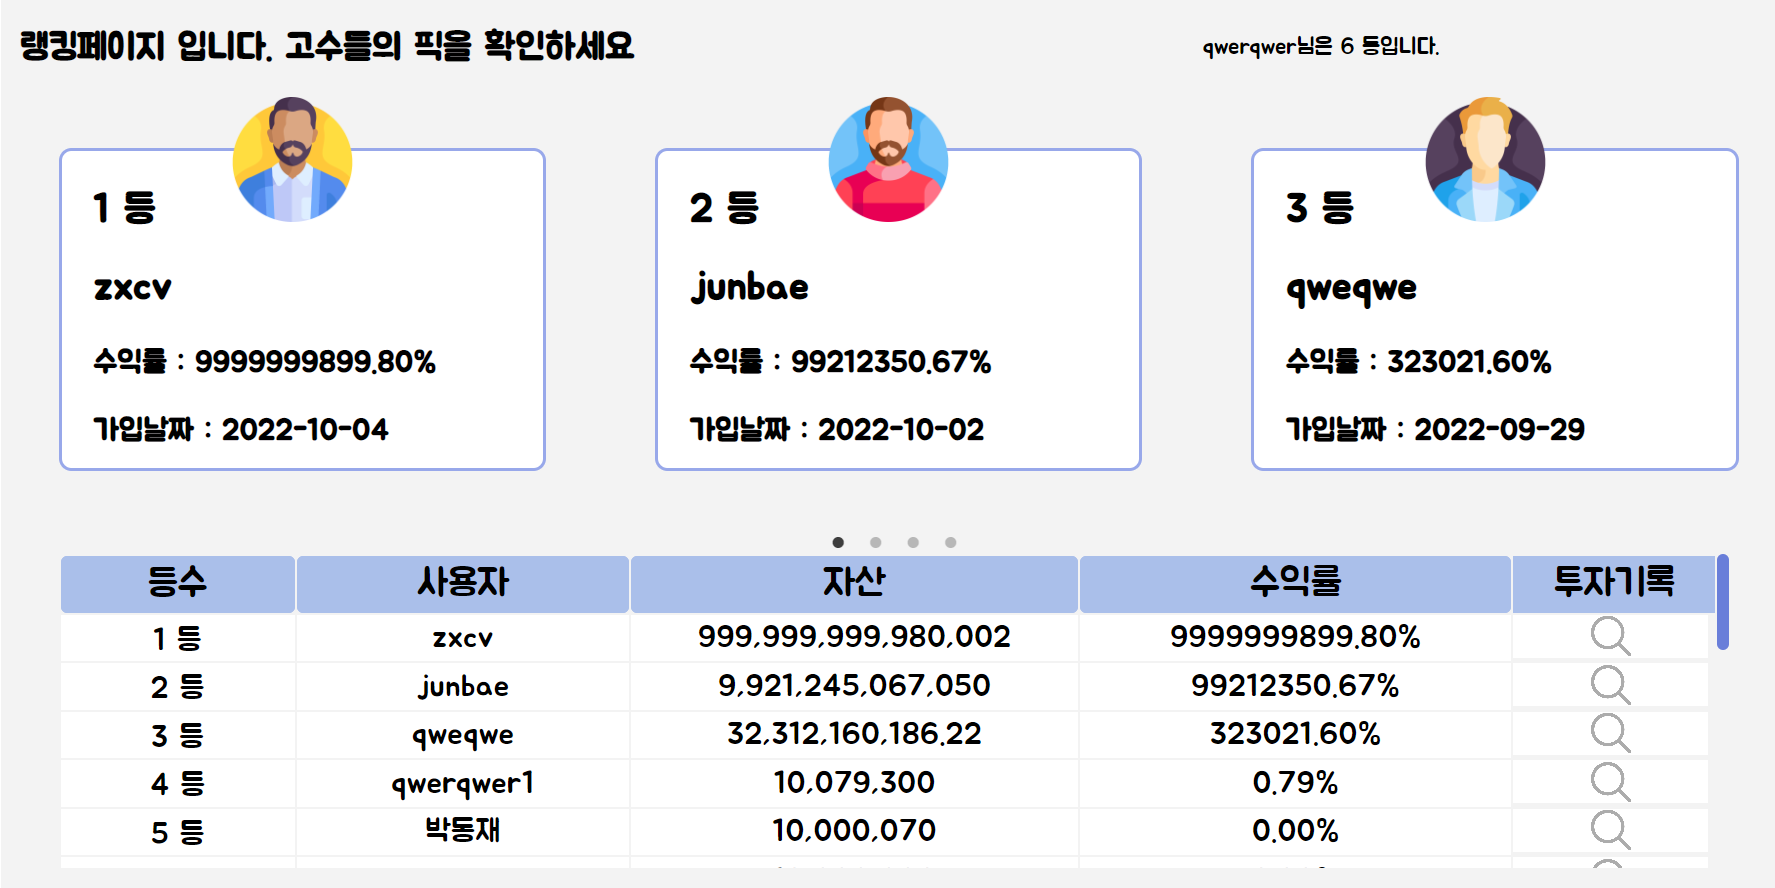 랭킹페이지 입니다. 고수들의 픽을 확인하세요
qwerqwer님은 6 등입니다.
1 등
zxcv
수익률 : 9999999899.80%
가입날짜 : 2022-10-04
2 등
junbae
수익률 : 99212350.67%
가입날짜 : 2022-10-02
3 등
qweqwe
수익률 : 323021.60%
가입날짜 : 2022-09-29
등수 사용자 자산 수익률 투자기록
1 등 zxcv 999,999,999,980,002 9999999899.80%
2 등 junbae 9,921,245,067,050 99212350.67%
3 등 qweqwe 32,312,160,186.22 323021.60%
4 등 qwerqwer1 10,079,300 0.79%
5 등 박동재 10,000,070 0.00%